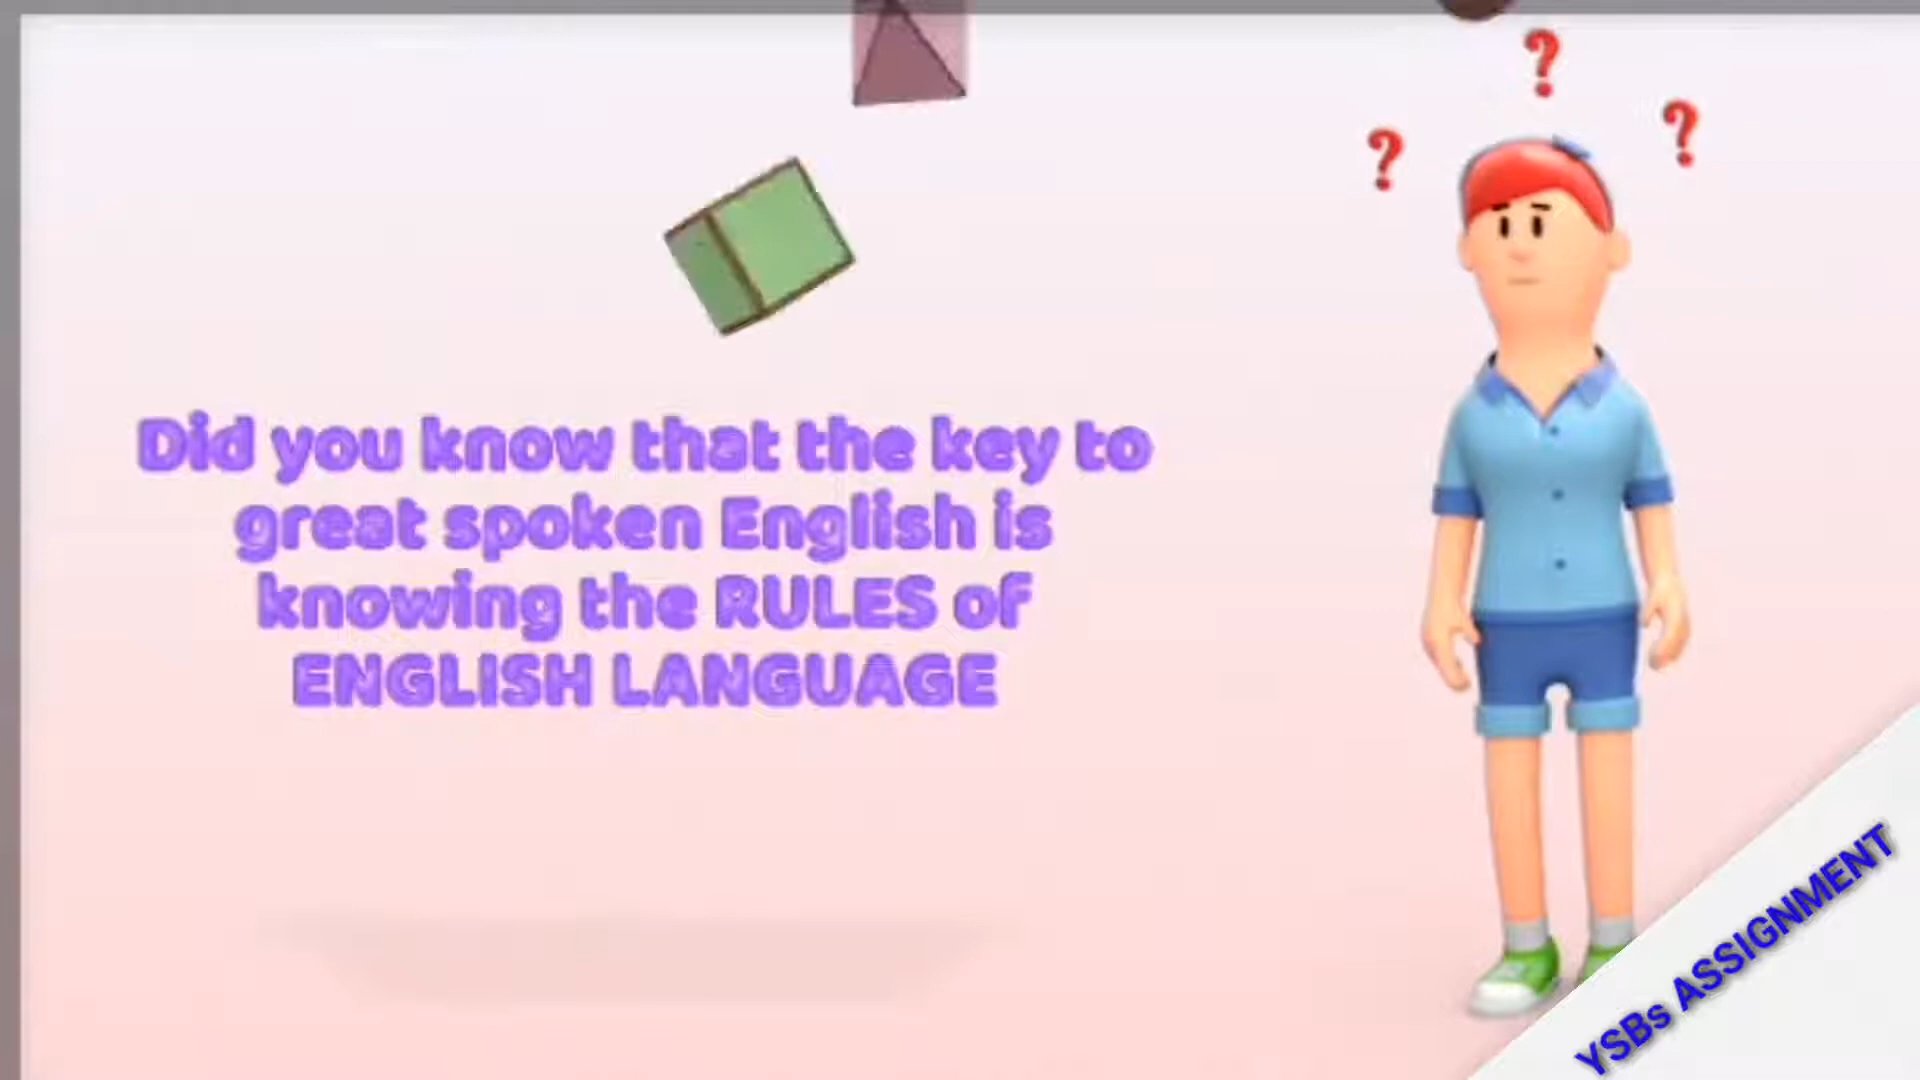 ? ? ?
Did you know that the key to
great spoken English is
knowing the RULES of
ENGLISH LANGUAGE
YSBs ASSIGNMENT